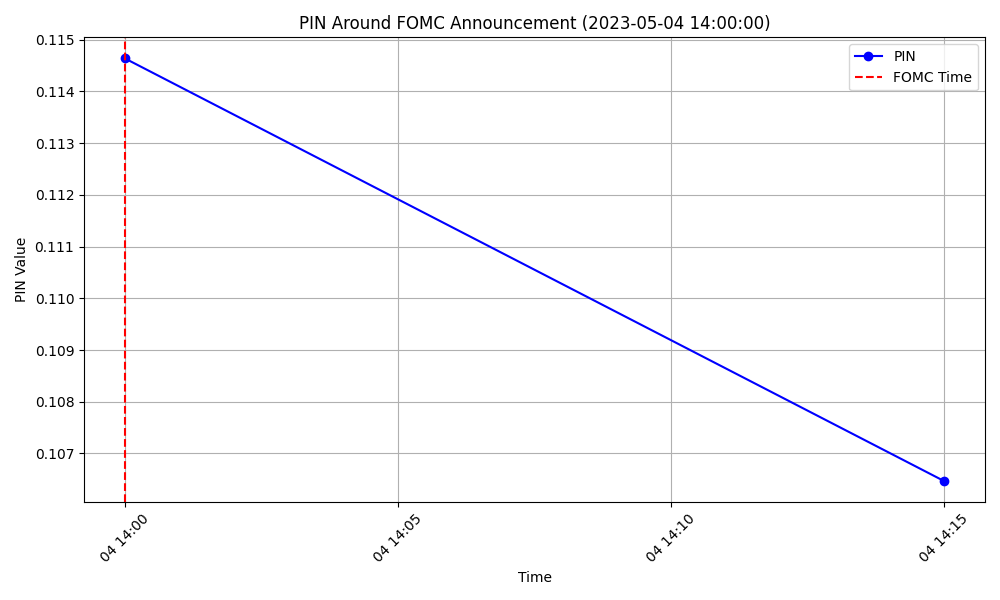 PIN Around FOMC Announcement (2023-05-04 14:00:00)
PIN
FOMC Time
PIN Value
0.115
0.114
0.113
0.112
0.111
0.110
0.109
0.108
0.107
04 14:00
04 14:05
04 14:10
04 14:15
Time